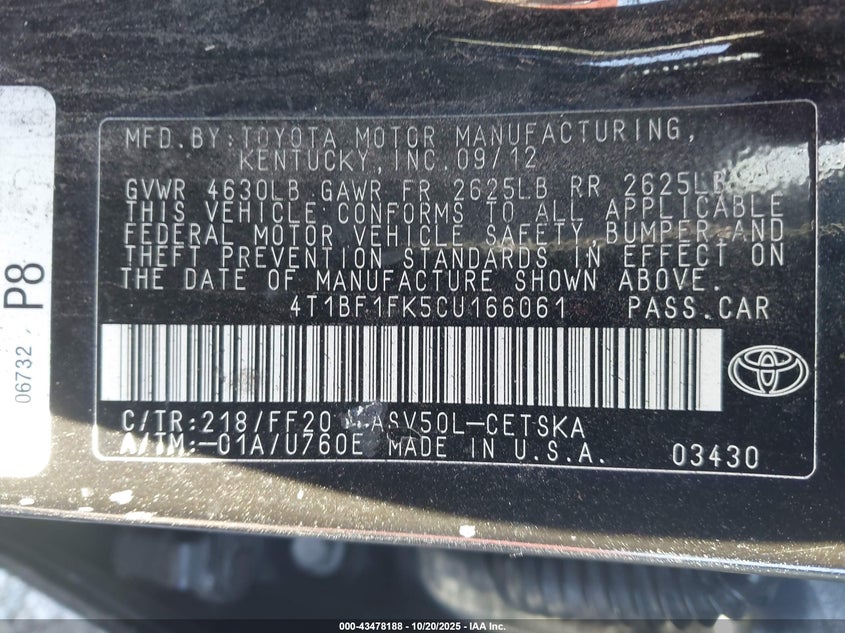 MFD. BY: TOYOTA MOTOR MANUFACTURING,
KENTUCKY, INC. 09/12
GVWR 4630LB GAWR FR 2625LB RR 2625LB
THIS VEHICLE CONFORMS TO ALL APPLICABLE
FEDERAL MOTOR VEHICLE SAFETY, BUMPER, AND
THEFT PREVENTION STANDARDS IN EFFECT ON
THE DATE OF MANUFACTURE SHOWN ABOVE.
4T1BF1FK5CU166061 PASS.CAR
C/TR:218/FF20 ASV50L-CETSKA
A/TM:-01A/U760E MADE IN U.S.A. 03430
06732 P8
000-43478188 - 10/20/2025 - IAA Inc.